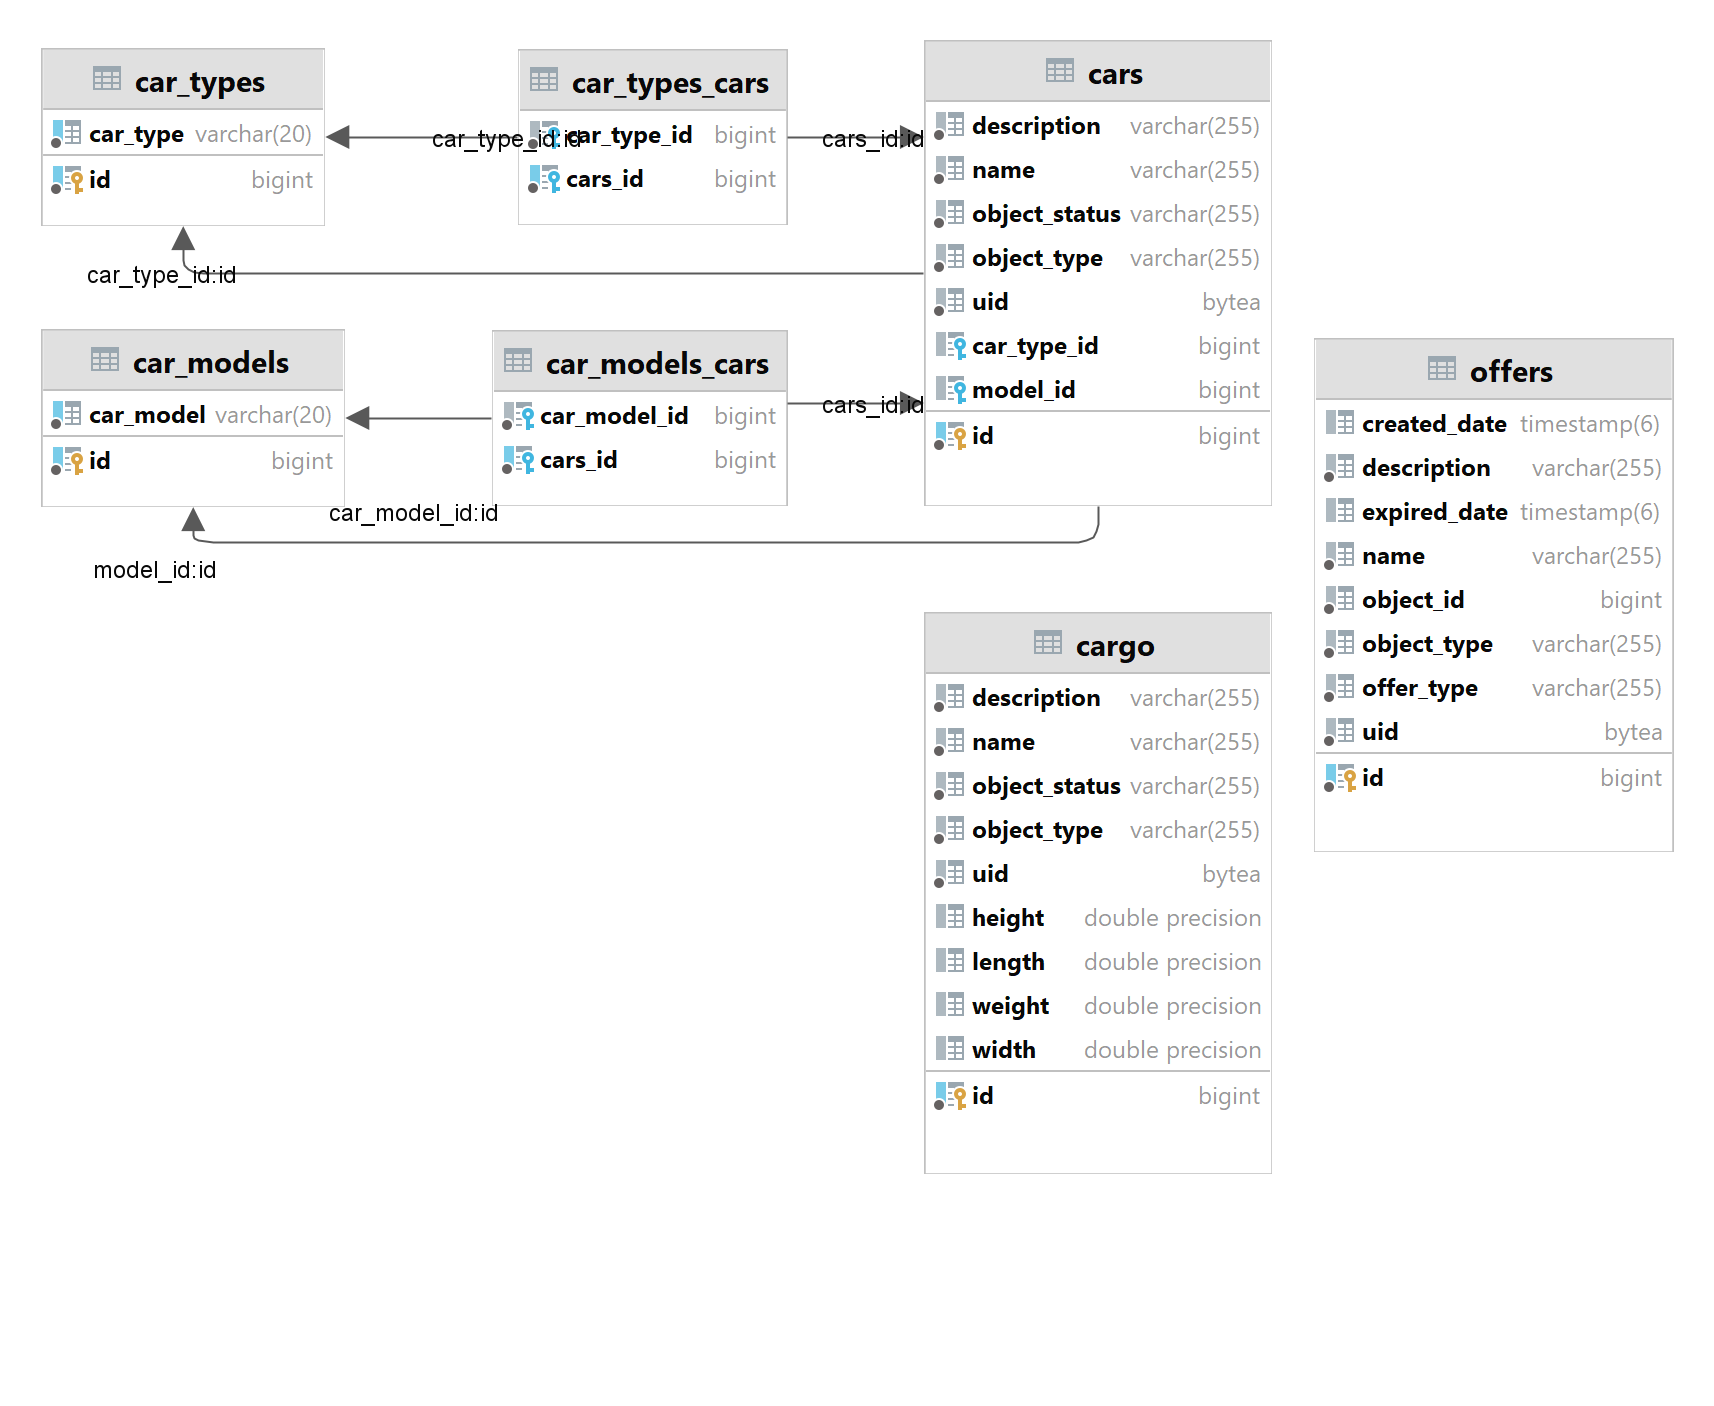 car_types
car_type varchar(20)
id bigint
car_types_cars
car_type_id bigint
cars_id bigint
car_type_id:id
cars_id:id
cars
description varchar(255)
name varchar(255)
object_status varchar(255)
object_type varchar(255)
uid bytea
car_type_id bigint
model_id bigint
id bigint
car_type_id:id
car_models
car_model varchar(20)
id bigint
car_models_cars
car_model_id bigint
cars_id bigint
cars_id:id
car_model_id:id
model_id:id
offers
created_date timestamp(6)
description varchar(255)
expired_date timestamp(6)
name varchar(255)
object_id bigint
object_type varchar(255)
offer_type varchar(255)
uid bytea
id bigint
cargo
description varchar(255)
name varchar(255)
object_status varchar(255)
object_type varchar(255)
uid bytea
height double precision
length double precision
weight double precision
width double precision
id bigint